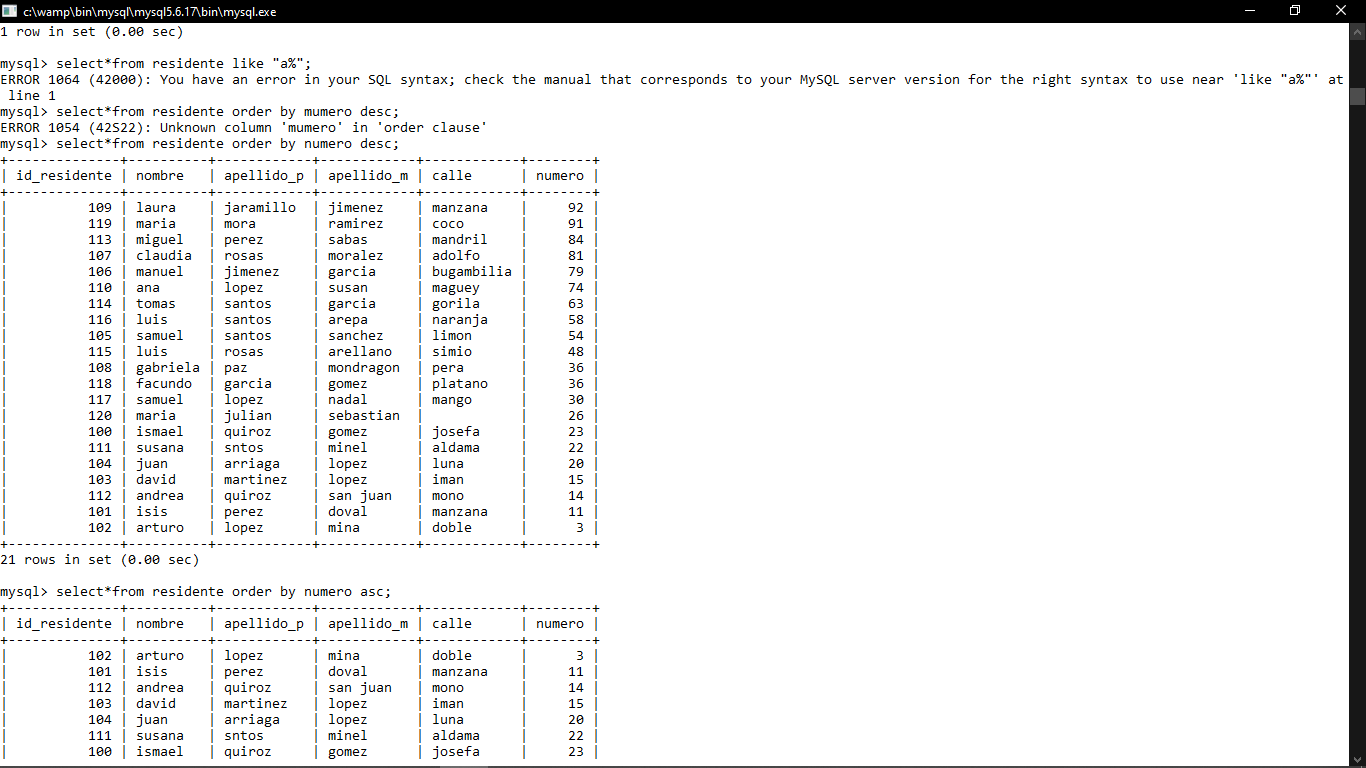 c:\wamp\bin\mysql\mysql5.6.17\bin\mysql.exe
1 row in set (0.00 sec)
mysql> select*from residente like "a%";
ERROR 1064 (42000): You have an error in your SQL syntax; check the manual that corresponds to your MySQL server version for the right syntax to use near 'like "a%"' at
 line 1
mysql> select*from residente order by mumero desc;
ERROR 1054 (42S22): Unknown column 'mumero' in 'order clause'
mysql> select*from residente order by numero desc;
+--------------+----------+------------+------------+------------+--------+
| id_residente | nombre   | apellido_p | apellido_m | calle      | numero |
+--------------+----------+------------+------------+------------+--------+
|          109 | laura    | jaramillo  | jimenez    | manzana    |     92 |
|          119 | maria    | mora       | ramirez    | coco       |     91 |
|          113 | miguel   | perez      | sabas      | mandril    |     84 |
|          107 | claudia  | rosas      | moralez    | adolfo     |     81 |
|          106 | manuel   | jimenez    | garcia     | bugambilia |     79 |
|          110 | ana      | lopez      | susan      | maguey     |     74 |
|          114 | tomas    | santos     | garcia     | gorila     |     63 |
|          116 | luis     | santos     | arepa      | naranja    |     58 |
|          105 | samuel   | santos     | sanchez    | limon      |     54 |
|          115 | luis     | rosas      | arellano   | simio      |     48 |
|          108 | gabriela | paz        | mondragon  | pera       |     36 |
|          118 | facundo  | garcia     | gomez      | platano    |     36 |
|          117 | samuel   | lopez      | nadal      | mango      |     30 |
|          120 | maria    | julian     | sebastian  |            |     26 |
|          100 | ismael   | quiroz     | gomez      | josefa     |     23 |
|          111 | susana   | sntos      | minel      | aldama     |     22 |
|          104 | juan     | arriaga    | lopez      | luna       |     20 |
|          103 | david    | martinez   | lopez      | iman       |     15 |
|          112 | andrea   | quiroz     | san juan   | mono       |     14 |
|          101 | isis     | perez      | doval      | manzana    |     11 |
|          102 | arturo   | lopez      | mina       | doble      |      3 |
+--------------+----------+------------+------------+------------+--------+
21 rows in set (0.00 sec)
mysql> select*from residente order by numero asc;
+--------------+----------+------------+------------+------------+--------+
| id_residente | nombre   | apellido_p | apellido_m | calle      | numero |
+--------------+----------+------------+------------+------------+--------+
|          102 | arturo   | lopez      | mina       | doble      |      3 |
|          101 | isis     | perez      | doval      | manzana    |     11 |
|          112 | andrea   | quiroz     | san juan   | mono       |     14 |
|          103 | david    | martinez   | lopez      | iman       |     15 |
|          104 | juan     | arriaga    | lopez      | luna       |     20 |
|          111 | susana   | sntos      | minel      | aldama     |     22 |
|          100 | ismael   | quiroz     | gomez      | josefa     |     23 |